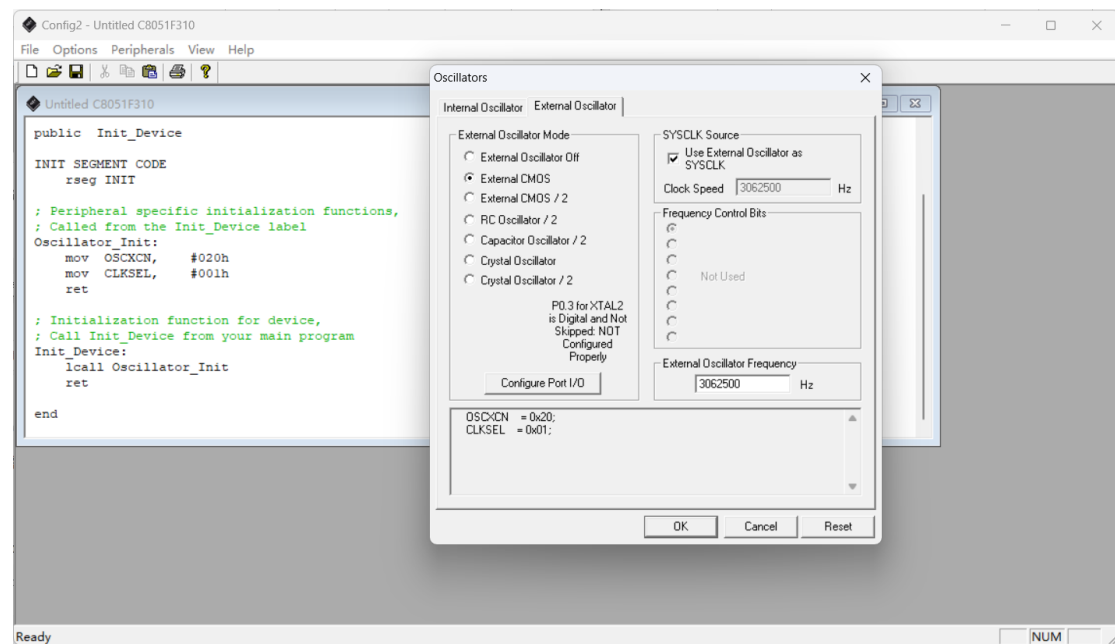 Config2 - Untitled C8051F310
File Options Peripherals View Help
Untitled C8051F310
public Init_Device
INIT SEGMENT CODE
rseg INIT
; Peripheral specific initialization functions,
; Called from the Init_Device label
Oscillator_Init:
mov OSCXCN, #020h
mov CLKSEL, #001h
ret
; Initialization function for device,
; Call Init_Device from your main program
Init_Device:
lcall Oscillator_Init
ret
end
Oscillators
Internal Oscillator External Oscillator
External Oscillator Mode
External Oscillator Off
External CMOS
External CMOS / 2
RC Oscillator / 2
Capacitor Oscillator / 2
Crystal Oscillator
Crystal Oscillator / 2
P0.3 for XTAL2
is Digital and Not
Skipped: NOT
Configured
Properly
Configure Port I/O
SYSCLK Source
Use External Oscillator as
SYSCLK
Clock Speed 3062500 Hz
Frequency Control Bits
Not Used
External Oscillator Frequency
3062500 Hz
OSCXCN = 0x20;
CLKSEL = 0x01;
OK Cancel Reset
Ready NUM